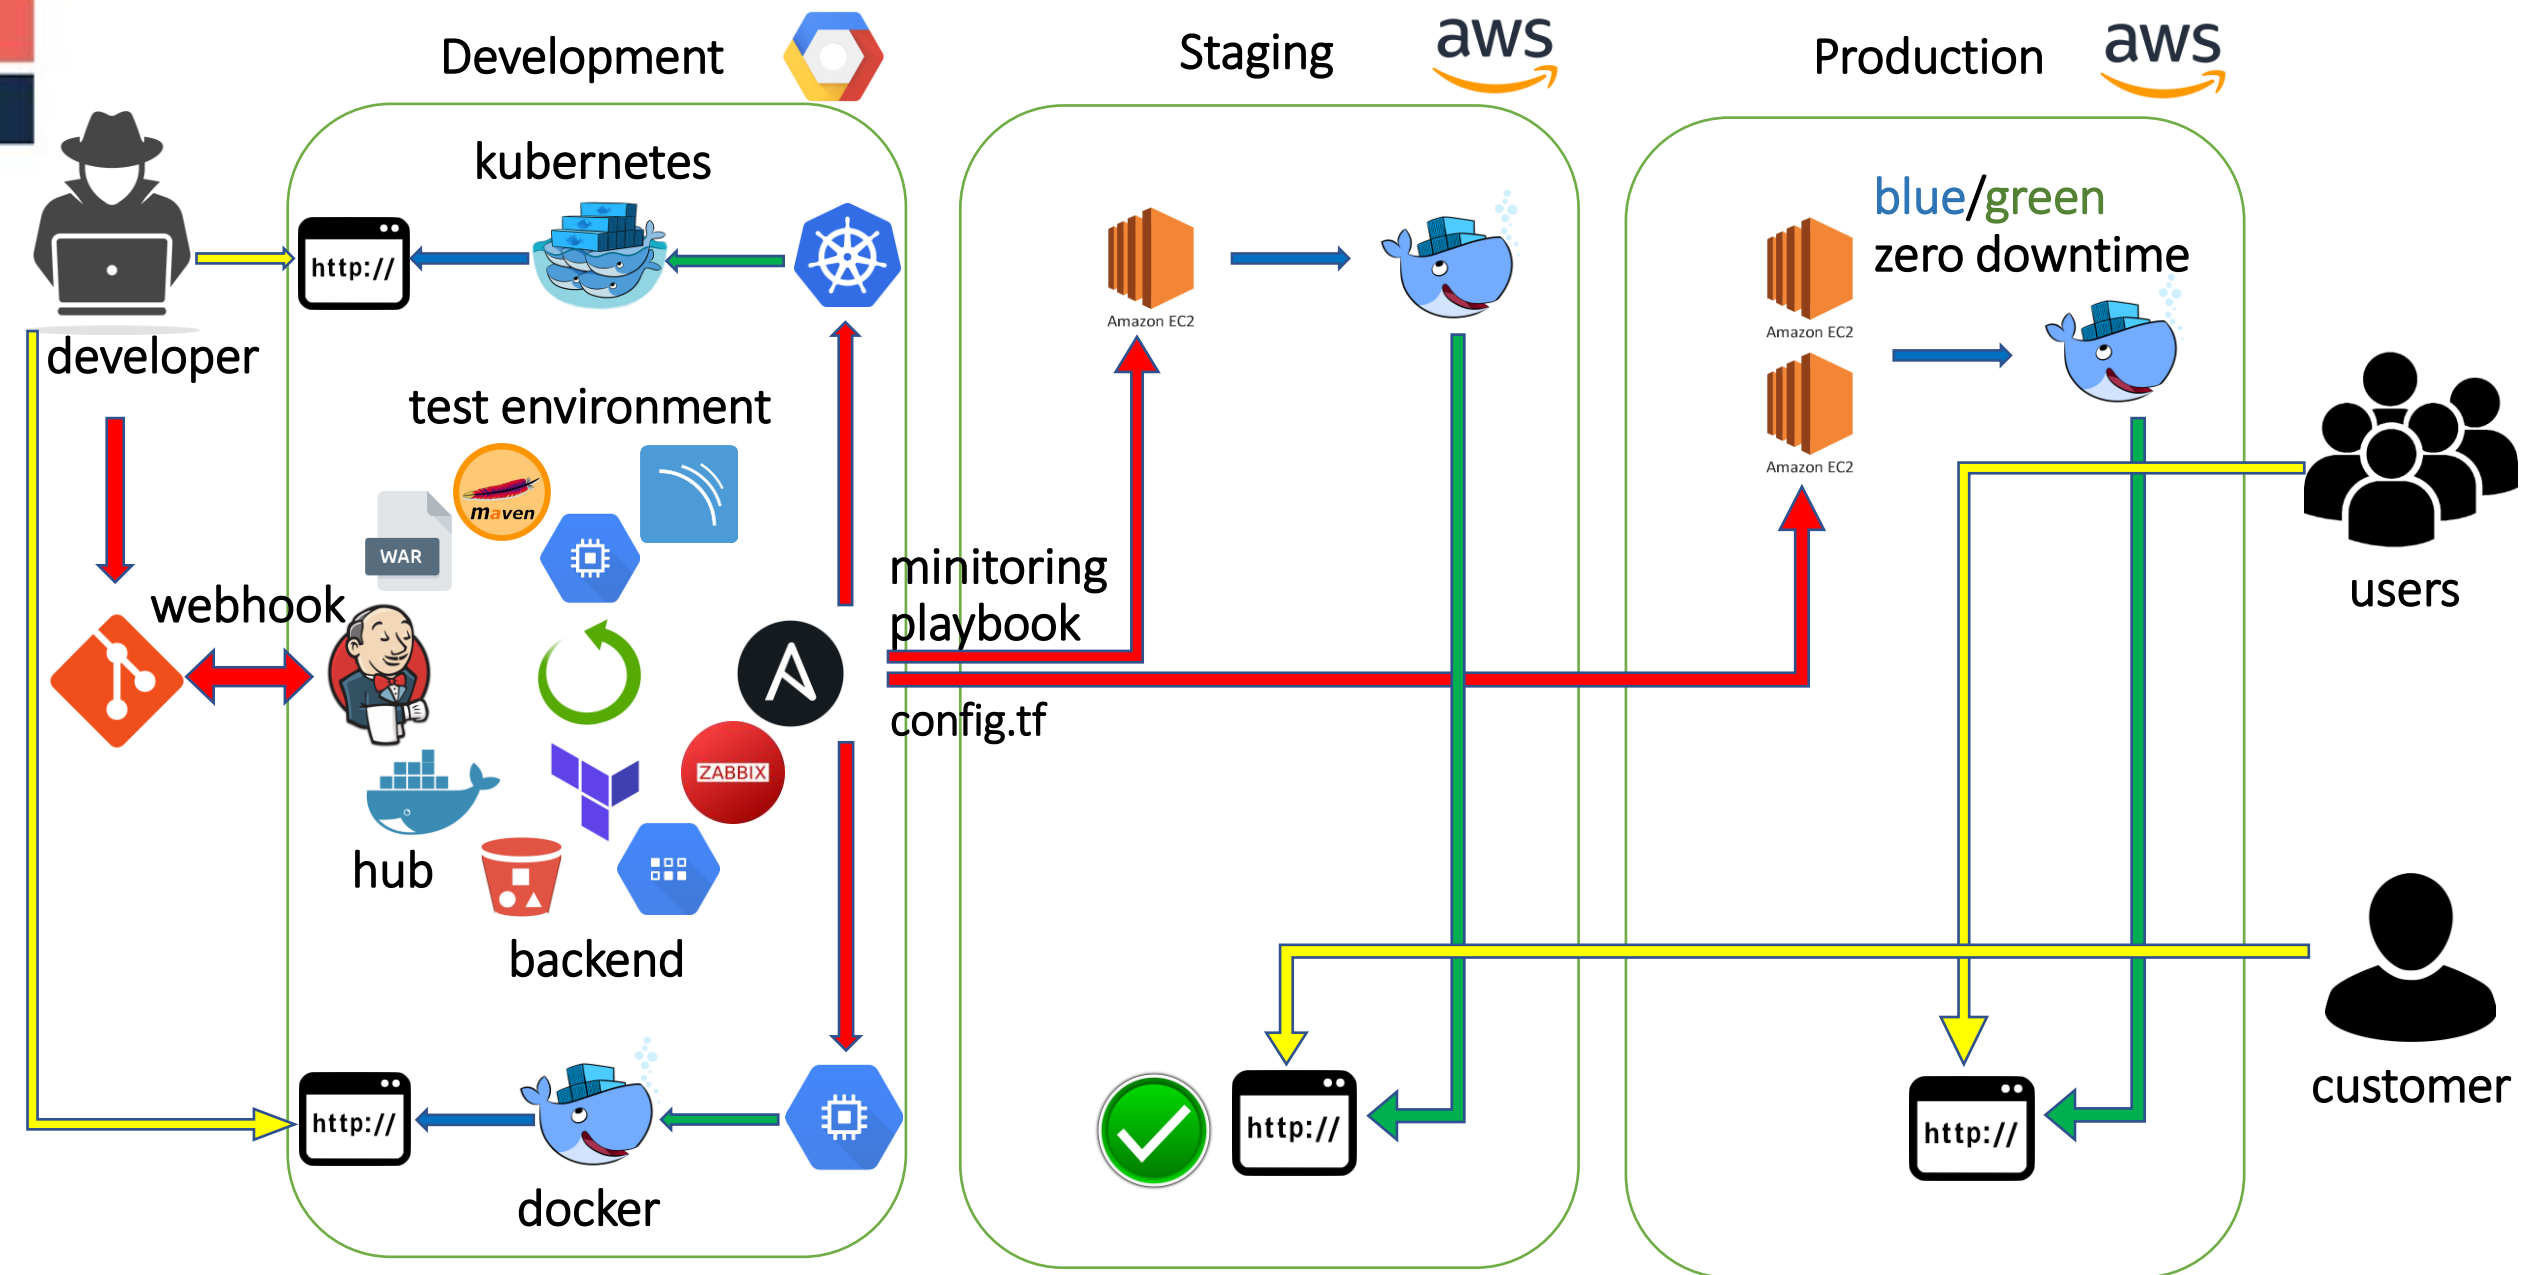 Development
aws
Staging
aws
Production
kubernetes
http://
Amazon EC2
blue/green
zero downtime
Amazon EC2
Amazon EC2
developer
test environment
maven
WAR
webhook
minitoring
playbook
config.tf
ZABBIX
hub
backend
users
http://
docker
http://
http://
customer